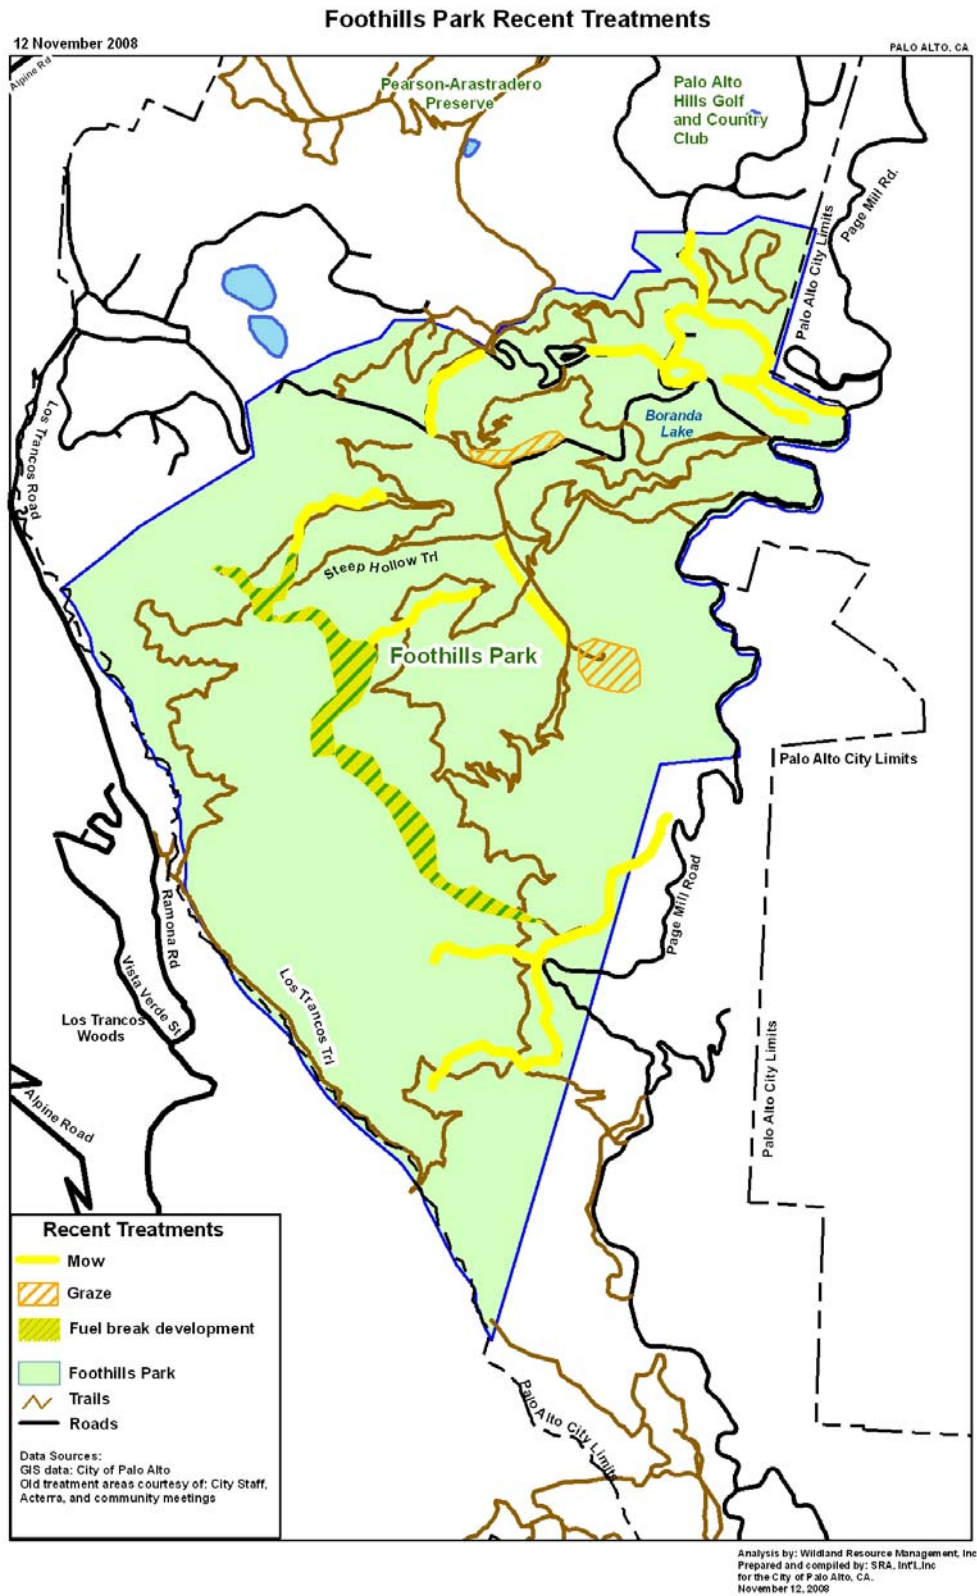 Foothills Park Recent Treatments
12 November 2008
PALO ALTO, CA
Alpine Rd
Pearson-Arastradero
Preserve
Palo Alto
Hills Golf
and Country
Club
Page Mill Rd.
Palo Alto City Limits
Los Trancos Road
Boranda
Lake
Steep Hollow Trl
Foothills Park
Palo Alto City Limits
Page Mill Road
Ramona Rd
Vista Verde St
Los Trancos
Woods
Los Trancos Trl
Palo Alto City Limits
Alpine Road
Palo Alto City Limits
Recent Treatments
Mow
Graze
Fuel break development
Foothills Park
Trails
Roads
Data Sources:
GIS data: City of Palo Alto
Old treatment areas courtesy of: City Staff,
Acterra, and community meetings
Analysis by: Wildland Resource Management, Inc
Prepared and compiled by: SRA, Int'l,Inc
for the City of Palo Alto, CA.
November 12, 2008